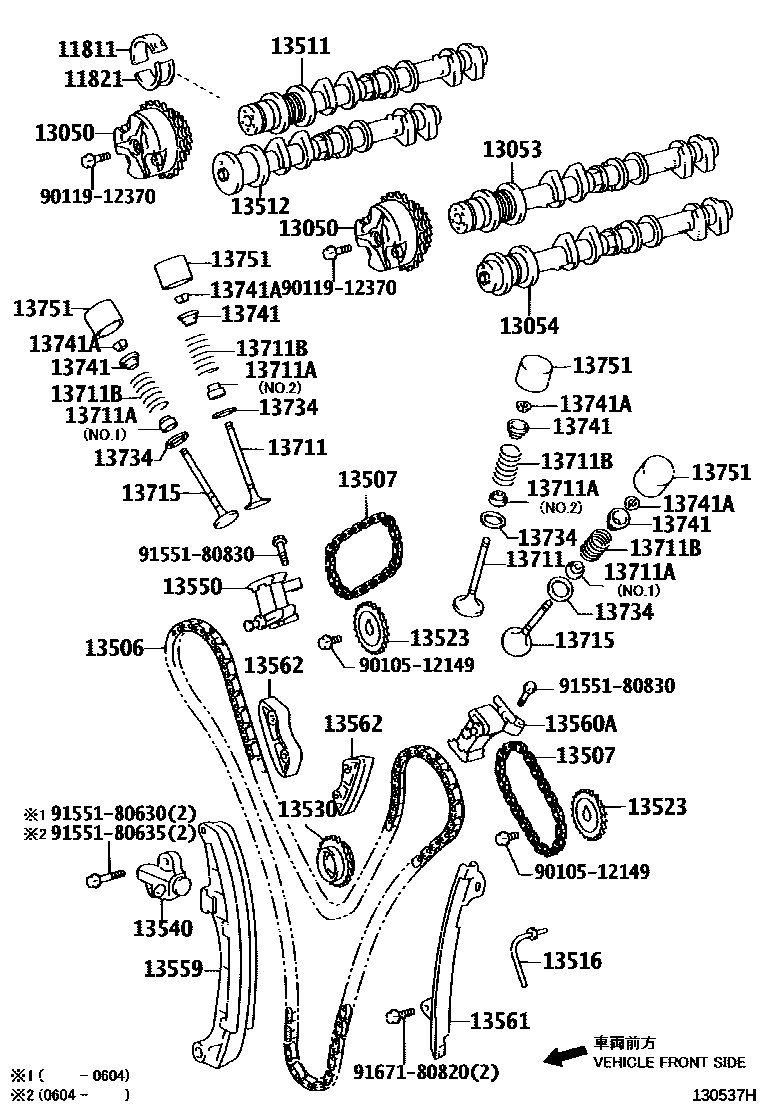 11811
11821
13511
13050
90119-12370
13512
13053
13050
90119-12370
13054
13751
13741A
13741
13711B
13711A
(NO.2)
13734
13711
13751
13741A
13741
13711B
13711A
(NO.1)
13734
13715
13751
13741A
13741
13711B
13711A
(NO.2)
13734
13711
13751
13741A
13741
13711B
13711A
(NO.1)
13734
13715
13507
91551-80830
13550
13523
90105-12149
13506
13562
13562
91551-80830
13560A
13507
13523
90105-12149
13530
※1 91551-80630(2)
※2 91551-80635(2)
13540
13559
13516
13561
91671-80820(2)
車両前方
VEHICLE FRONT SIDE
※1 ( - 0604)
※2 (0604 - )
130537H